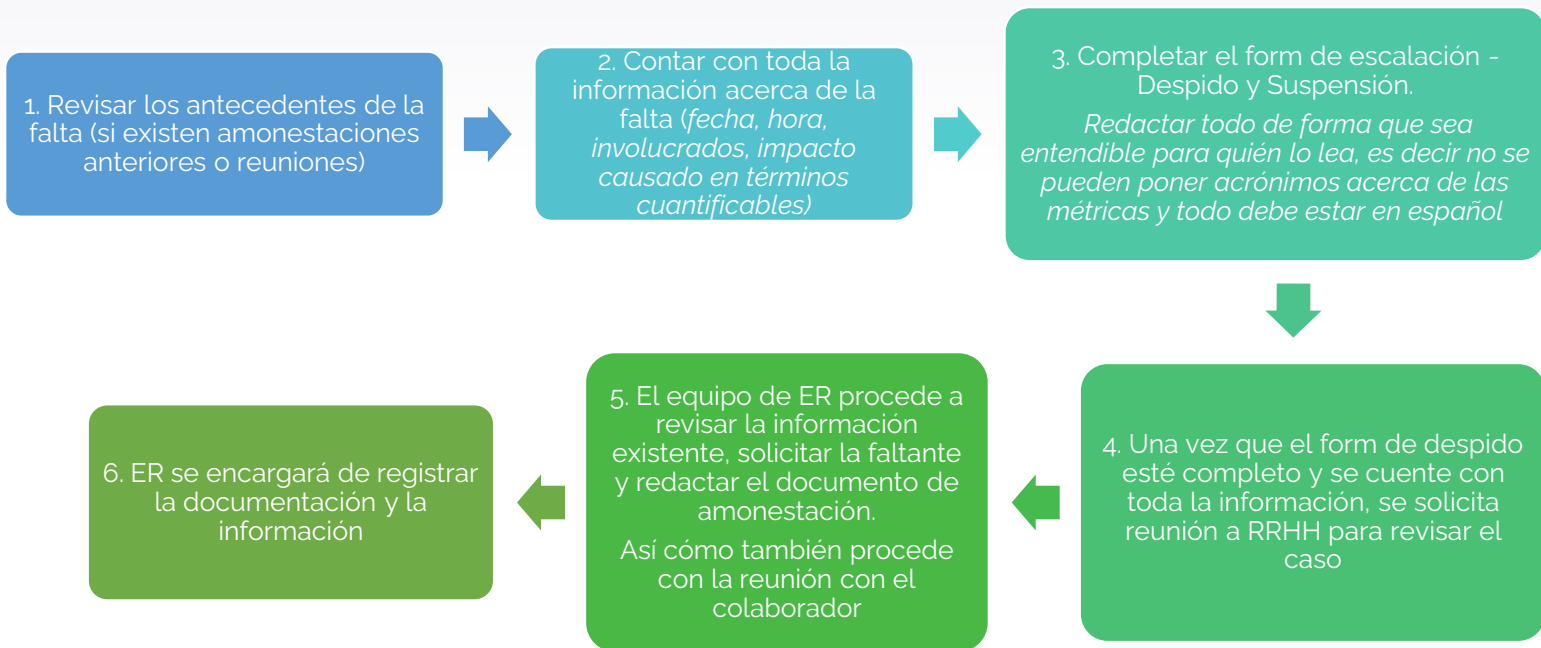 1. Revisar los antecedentes de la
falta (si existen amonestaciones
anteriores o reuniones)
2. Contar con toda la
información acerca de la
falta (fecha, hora,
involucrados, impacto
causado en términos
cuantificables)
3. Completar el form de escalación -
Despido y Suspensión.
Redactar todo de forma que sea
entendible para quién lo lea, es decir no se
pueden poner acrónimos acerca de las
métricas y todo debe estar en español
4. Una vez que el form de despido
esté completo y se cuente con
toda la información, se solicita
reunión a RRHH para revisar el
caso
5. El equipo de ER procede a
revisar la información
existente, solicitar la faltante
y redactar el documento de
amonestación.
Así cómo también procede
con la reunión con el
colaborador
6. ER se encargará de registrar
la documentación y la
información